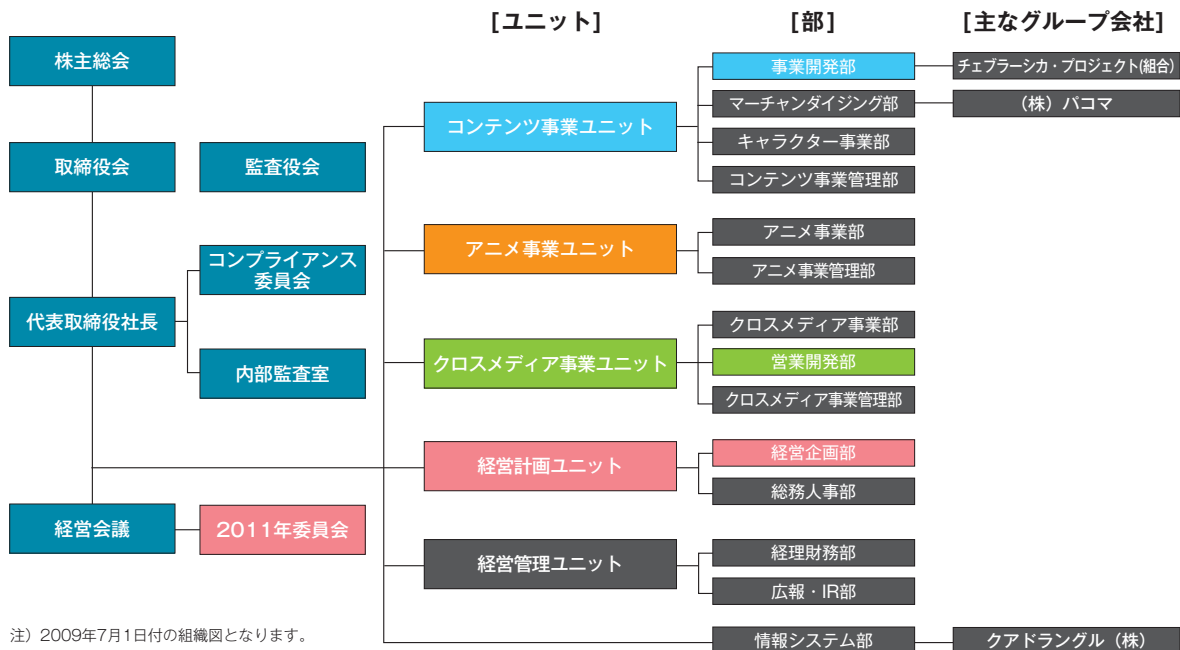 [ユニット]
[部]
[主なグループ会社]
株主総会
取締役会
監査役会
コンプライアンス
委員会
代表取締役社長
内部監査室
経営会議
2011年委員会
コンテンツ事業ユニット
事業開発部
チェブラーシカ・プロジェクト(組合)
マーチャンダイジング部
（株）パコマ
キャラクター事業部
コンテンツ事業管理部
アニメ事業ユニット
アニメ事業部
アニメ事業管理部
クロスメディア事業ユニット
クロスメディア事業部
営業開発部
クロスメディア事業管理部
経営計画ユニット
経営企画部
総務人事部
経営管理ユニット
経理財務部
広報・IR部
情報システム部
クアドラングル（株）
注）2009年7月1日付の組織図となります。